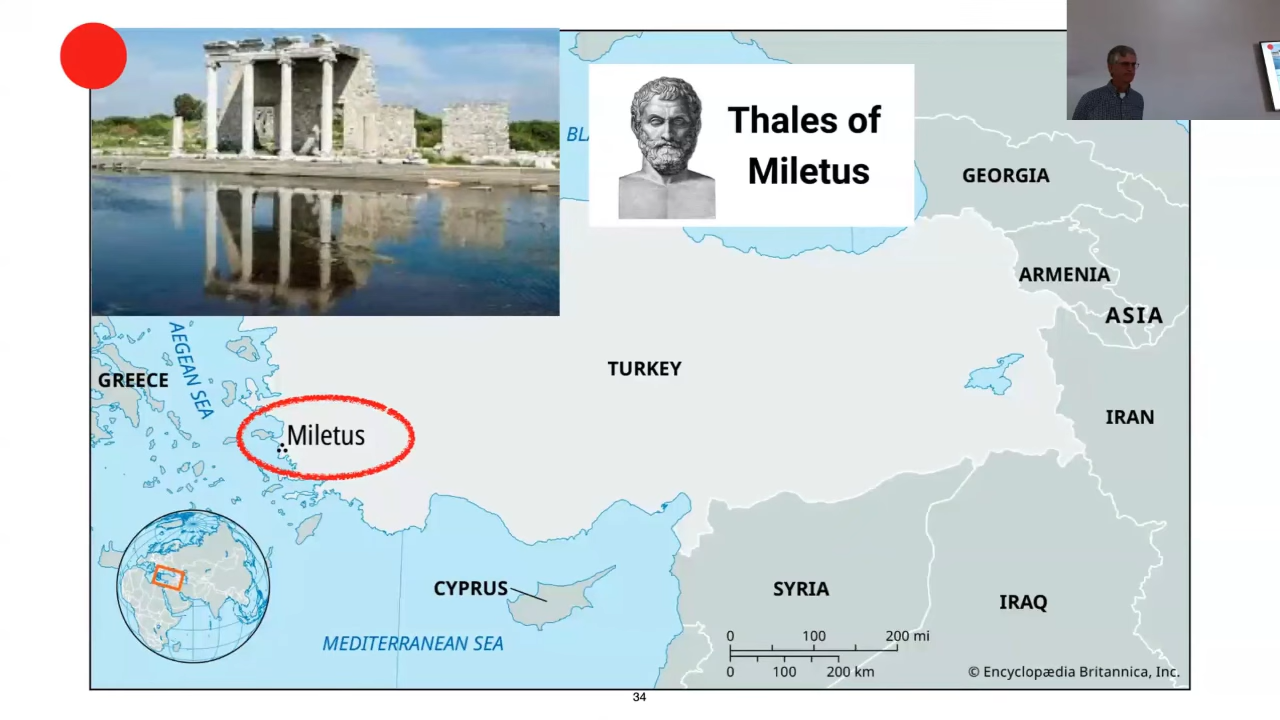 BL
Thales of
Miletus
GEORGIA
ARMENIA
ASIA
AEGEAN SEA
TURKEY
GREECE
IRAN
Miletus
CYPRUS
SYRIA
IRAQ
MEDITERRANEAN SEA
0 100 200 mi
0 100 200 km
© Encyclopædia Britannica, Inc.
34